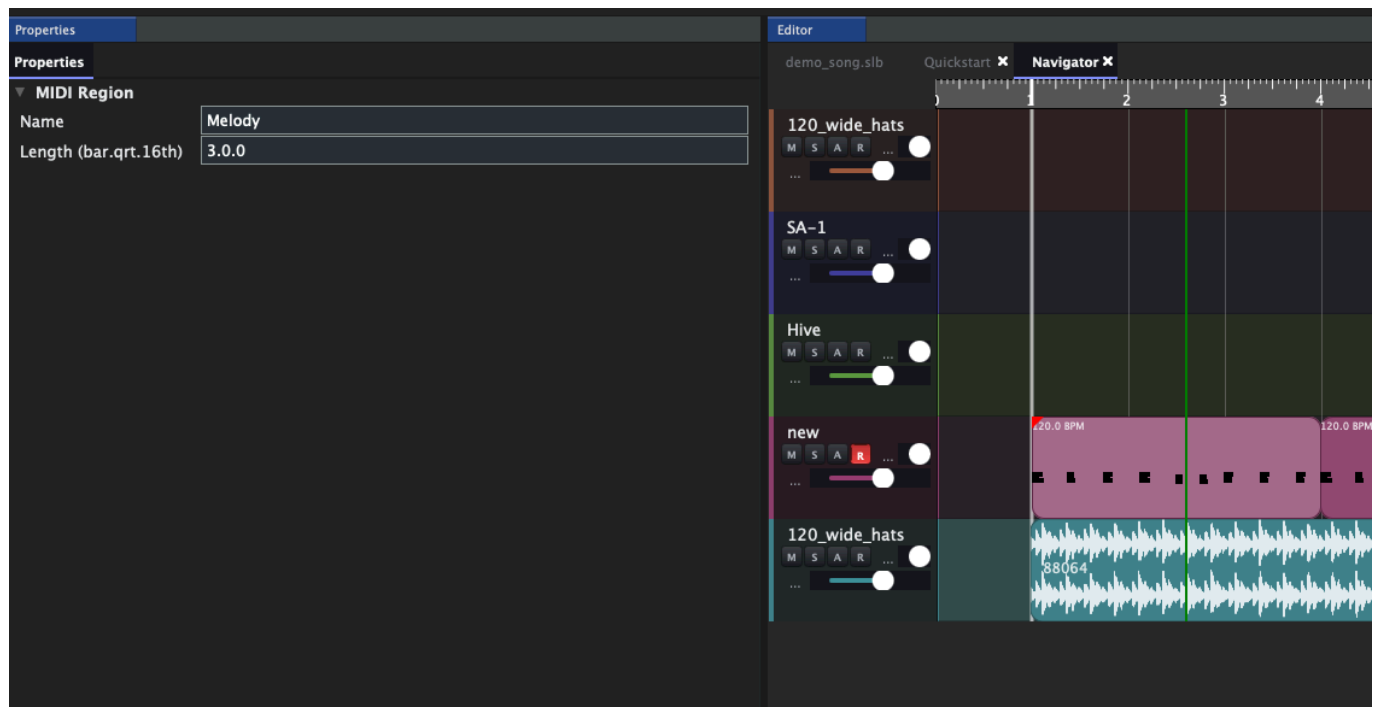 Properties
Properties
MIDI Region
Name
Melody
Length (bar.qrt.16th)
3.0.0
Editor
demo_song.slb Quickstart Navigator
0 1 2 3 4
120_wide_hats
M S A R ...
...
SA-1
M S A R ...
...
Hive
M S A R ...
...
new
M S A R ...
...
120.0 BPM
120.0 BPM
120_wide_hats
M S A R ...
...
88064